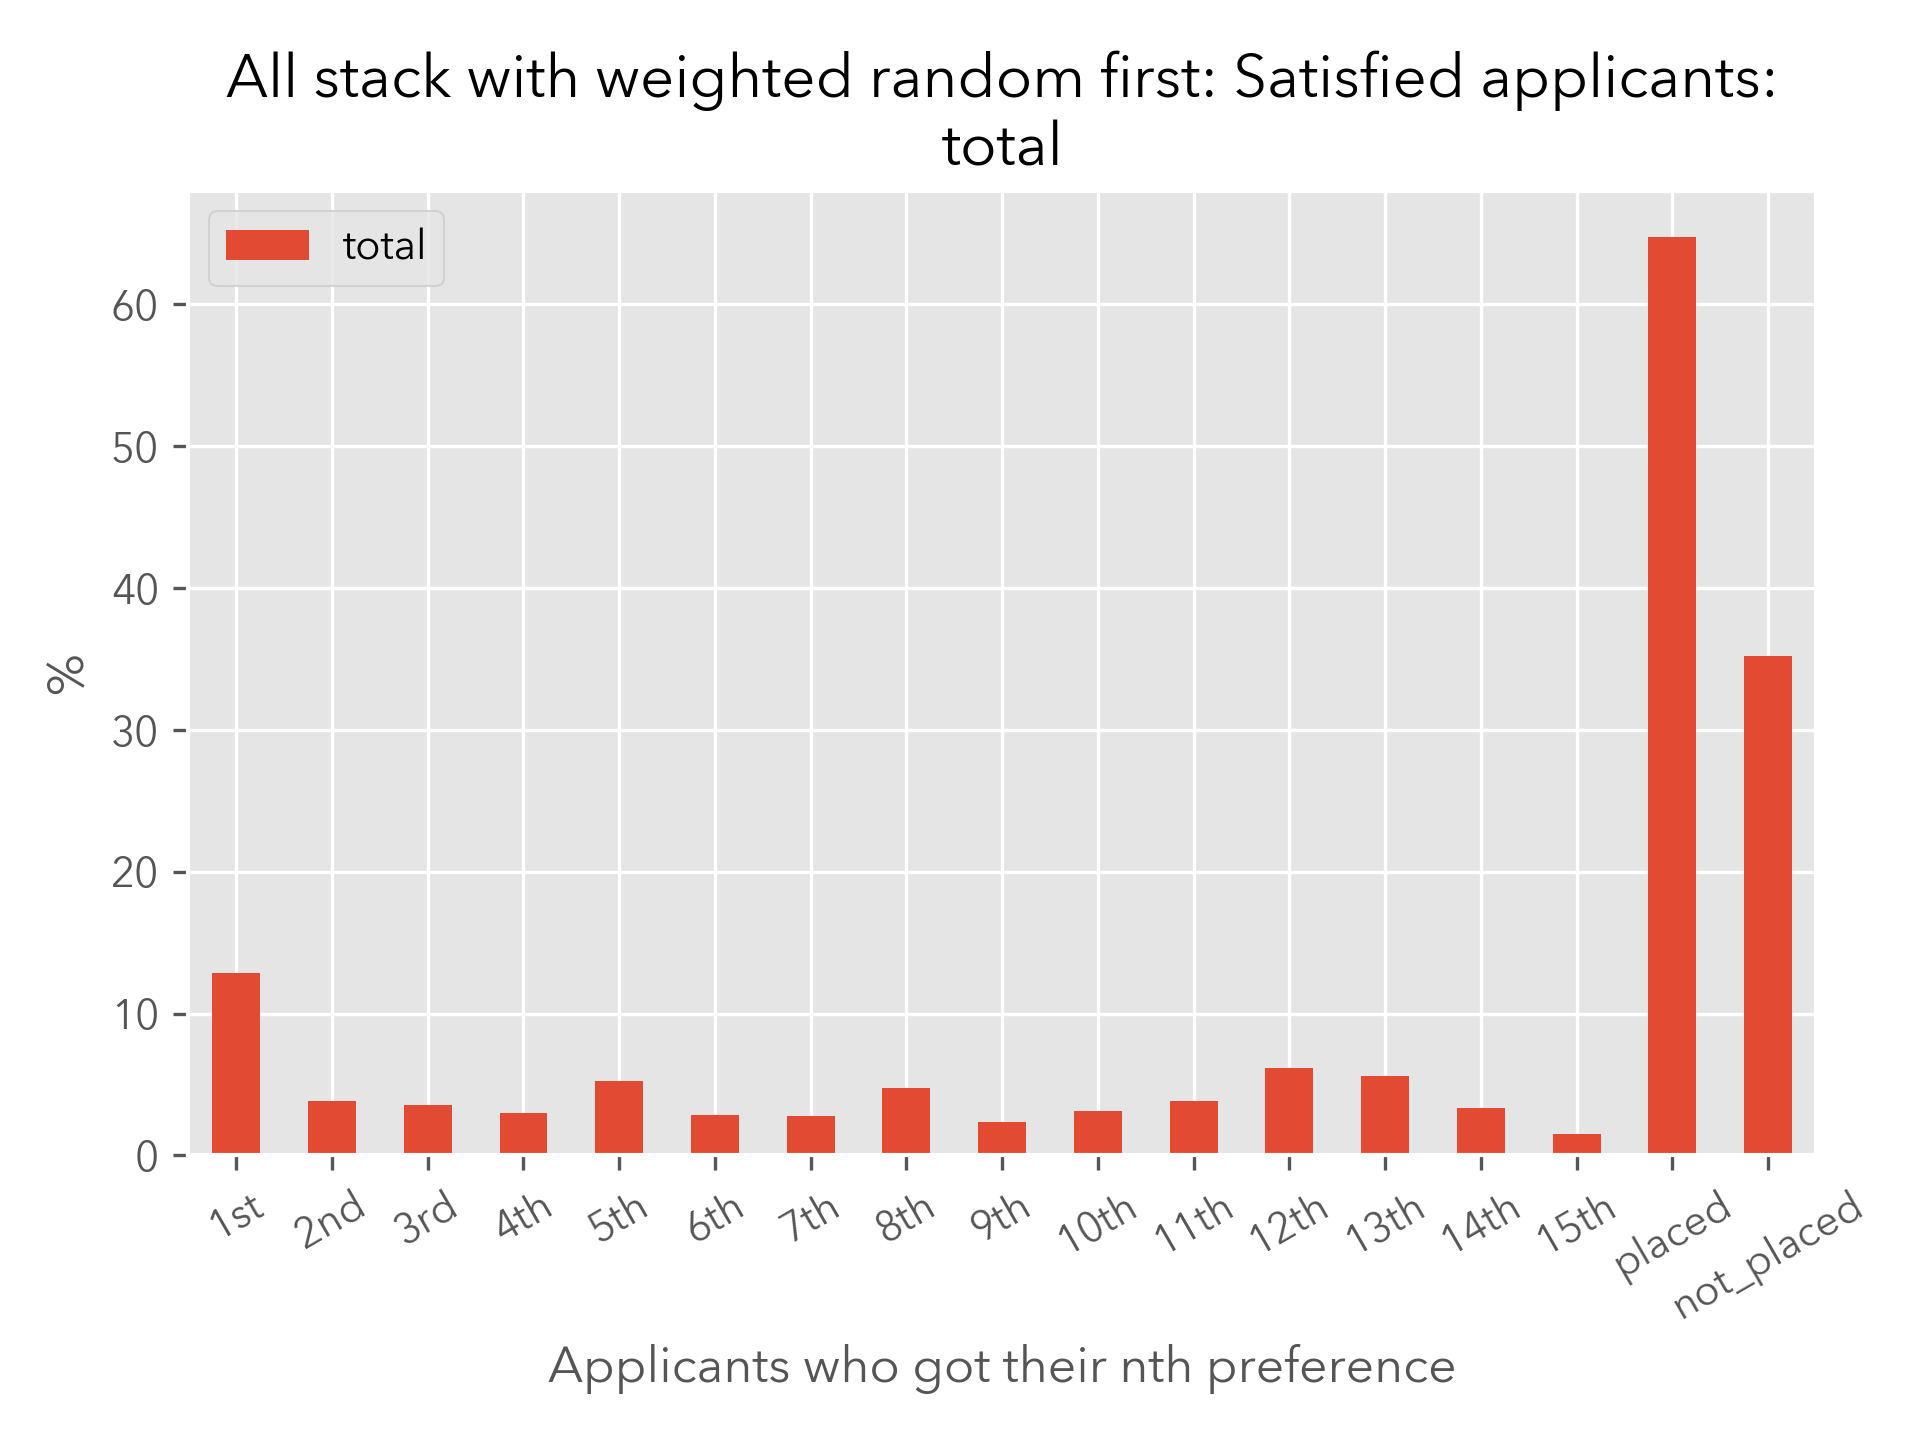 All stack with weighted random first: Satisfied applicants:
total
total
60
50
40
30
20
10
0
%
1st
2nd
3rd
4th
5th
6th
7th
8th
9th
10th
11th
12th
13th
14th
15th
placed
not_placed
Applicants who got their nth preference